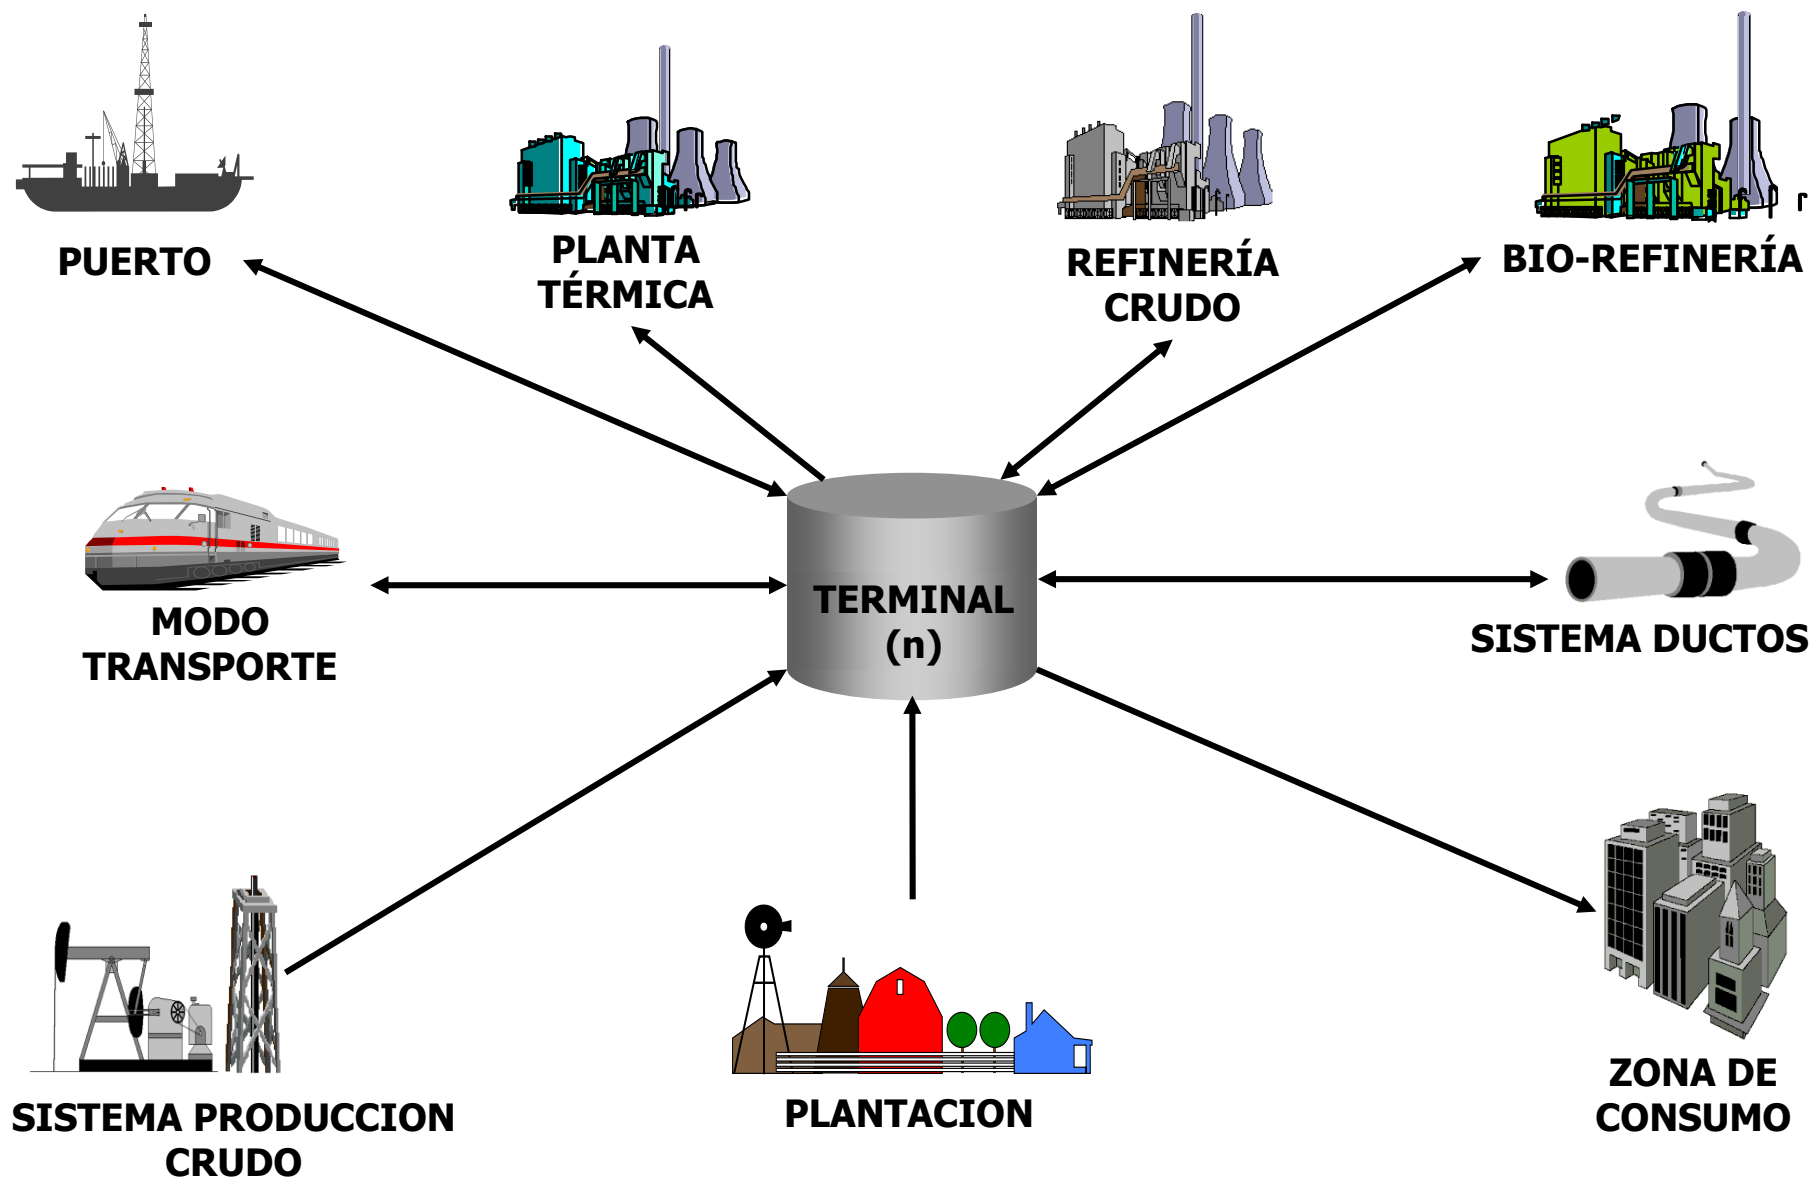 PUERTO
PLANTA
TÉRMICA
REFINERÍA
CRUDO
BIO-REFINERÍA
MODO
TRANSPORTE
TERMINAL
(n)
SISTEMA DUCTOS
SISTEMA PRODUCCION
CRUDO
PLANTACION
ZONA DE
CONSUMO